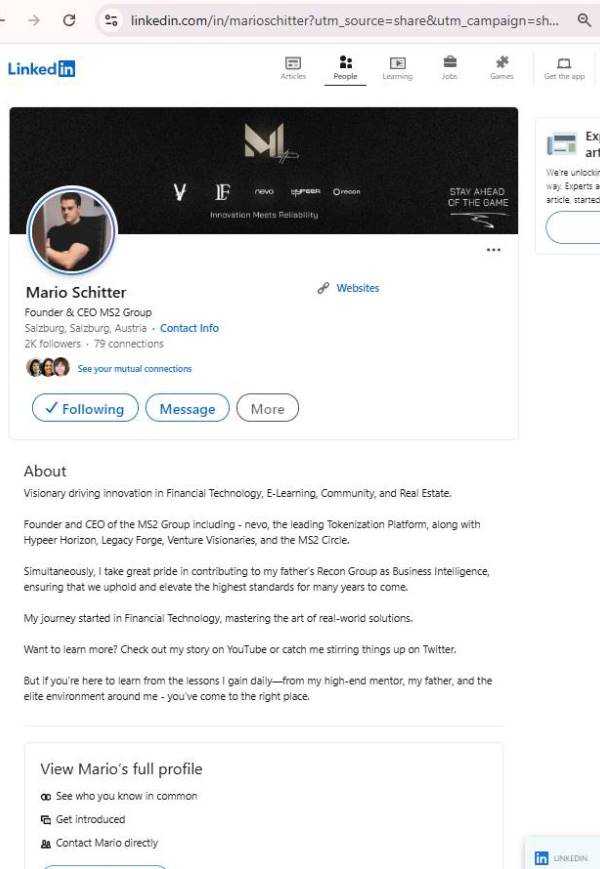 linkedin.com/in/marioschitter?utm_source=share&utm_campaign=sh...
Linkedin
Articles
People
Learning
Jobs
Games
Get the app
nevo
HYPEER
recon
Innovation Meets Reliability
STAY AHEAD
OF THE GAME
Mario Schitter
Websites
Founder & CEO MS2 Group
Salzburg, Salzburg, Austria · Contact Info
2K followers · 79 connections
See your mutual connections
Following
Message
More
About
Visionary driving innovation in Financial Technology, E-Learning, Community, and Real Estate.
Founder and CEO of the MS2 Group including - nevo, the leading Tokenization Platform, along with
Hypeer Horizon, Legacy Forge, Venture Visionaries, and the MS2 Circle.
Simultaneously, I take great pride in contributing to my father's Recon Group as Business Intelligence,
ensuring that we uphold and elevate the highest standards for many years to come.
My journey started in Financial Technology, mastering the art of real-world solutions.
Want to learn more? Check out my story on YouTube or catch me stirring things up on Twitter.
But if you're here to learn from the lessons I gain daily—from my high-end mentor, my father, and the
elite environment around me - you've come to the right place.
View Mario's full profile
See who you know in common
Get introduced
Contact Mario directly
We're unlockin
way. Experts a
article, started
in LINKEDIN